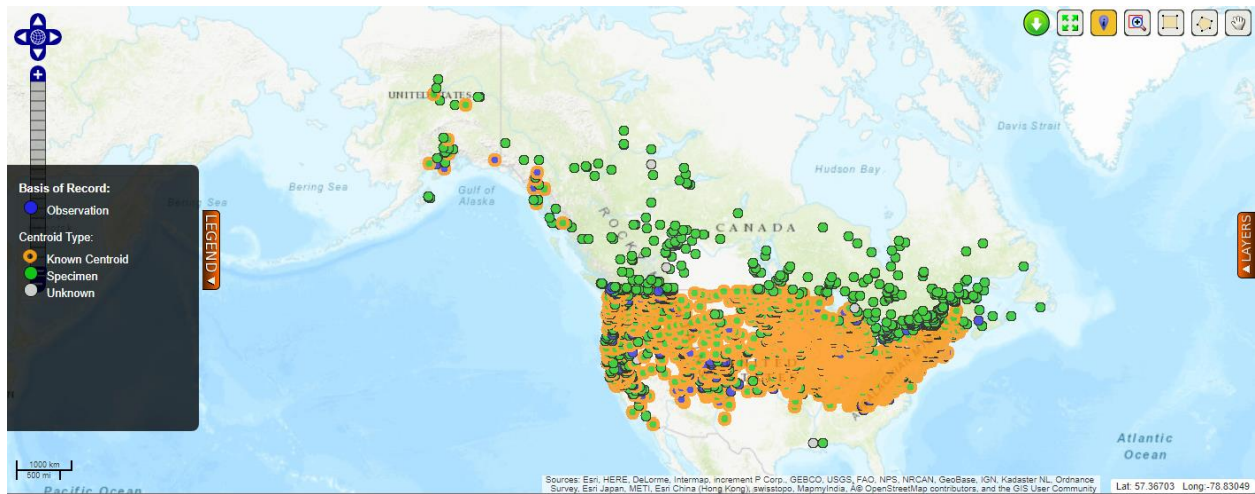 UNITED STATES
Bering Sea
Gulf of
Alaska
Hudson Bay
Davis Strait
CANADA
ROCKY
Basis of Record:
Observation
Centroid Type:
Known Centroid
Specimen
Unknown
LEGEND
LAYERS
1000 km
500 mi
Pacific Ocean
Atlantic
Ocean
Sources: Esri, HERE, DeLorme, Intermap, increment P Corp., GEBCO, USGS, FAO, NPS, NRCAN, GeoBase, IGN, Kadaster NL, Ordnance
Survey, Esri Japan, METI, Esri China (Hong Kong), swisstopo, MapmyIndia, Â© OpenStreetMap contributors, and the GIS User Community
Lat: 57.36703 Long:-78.83049